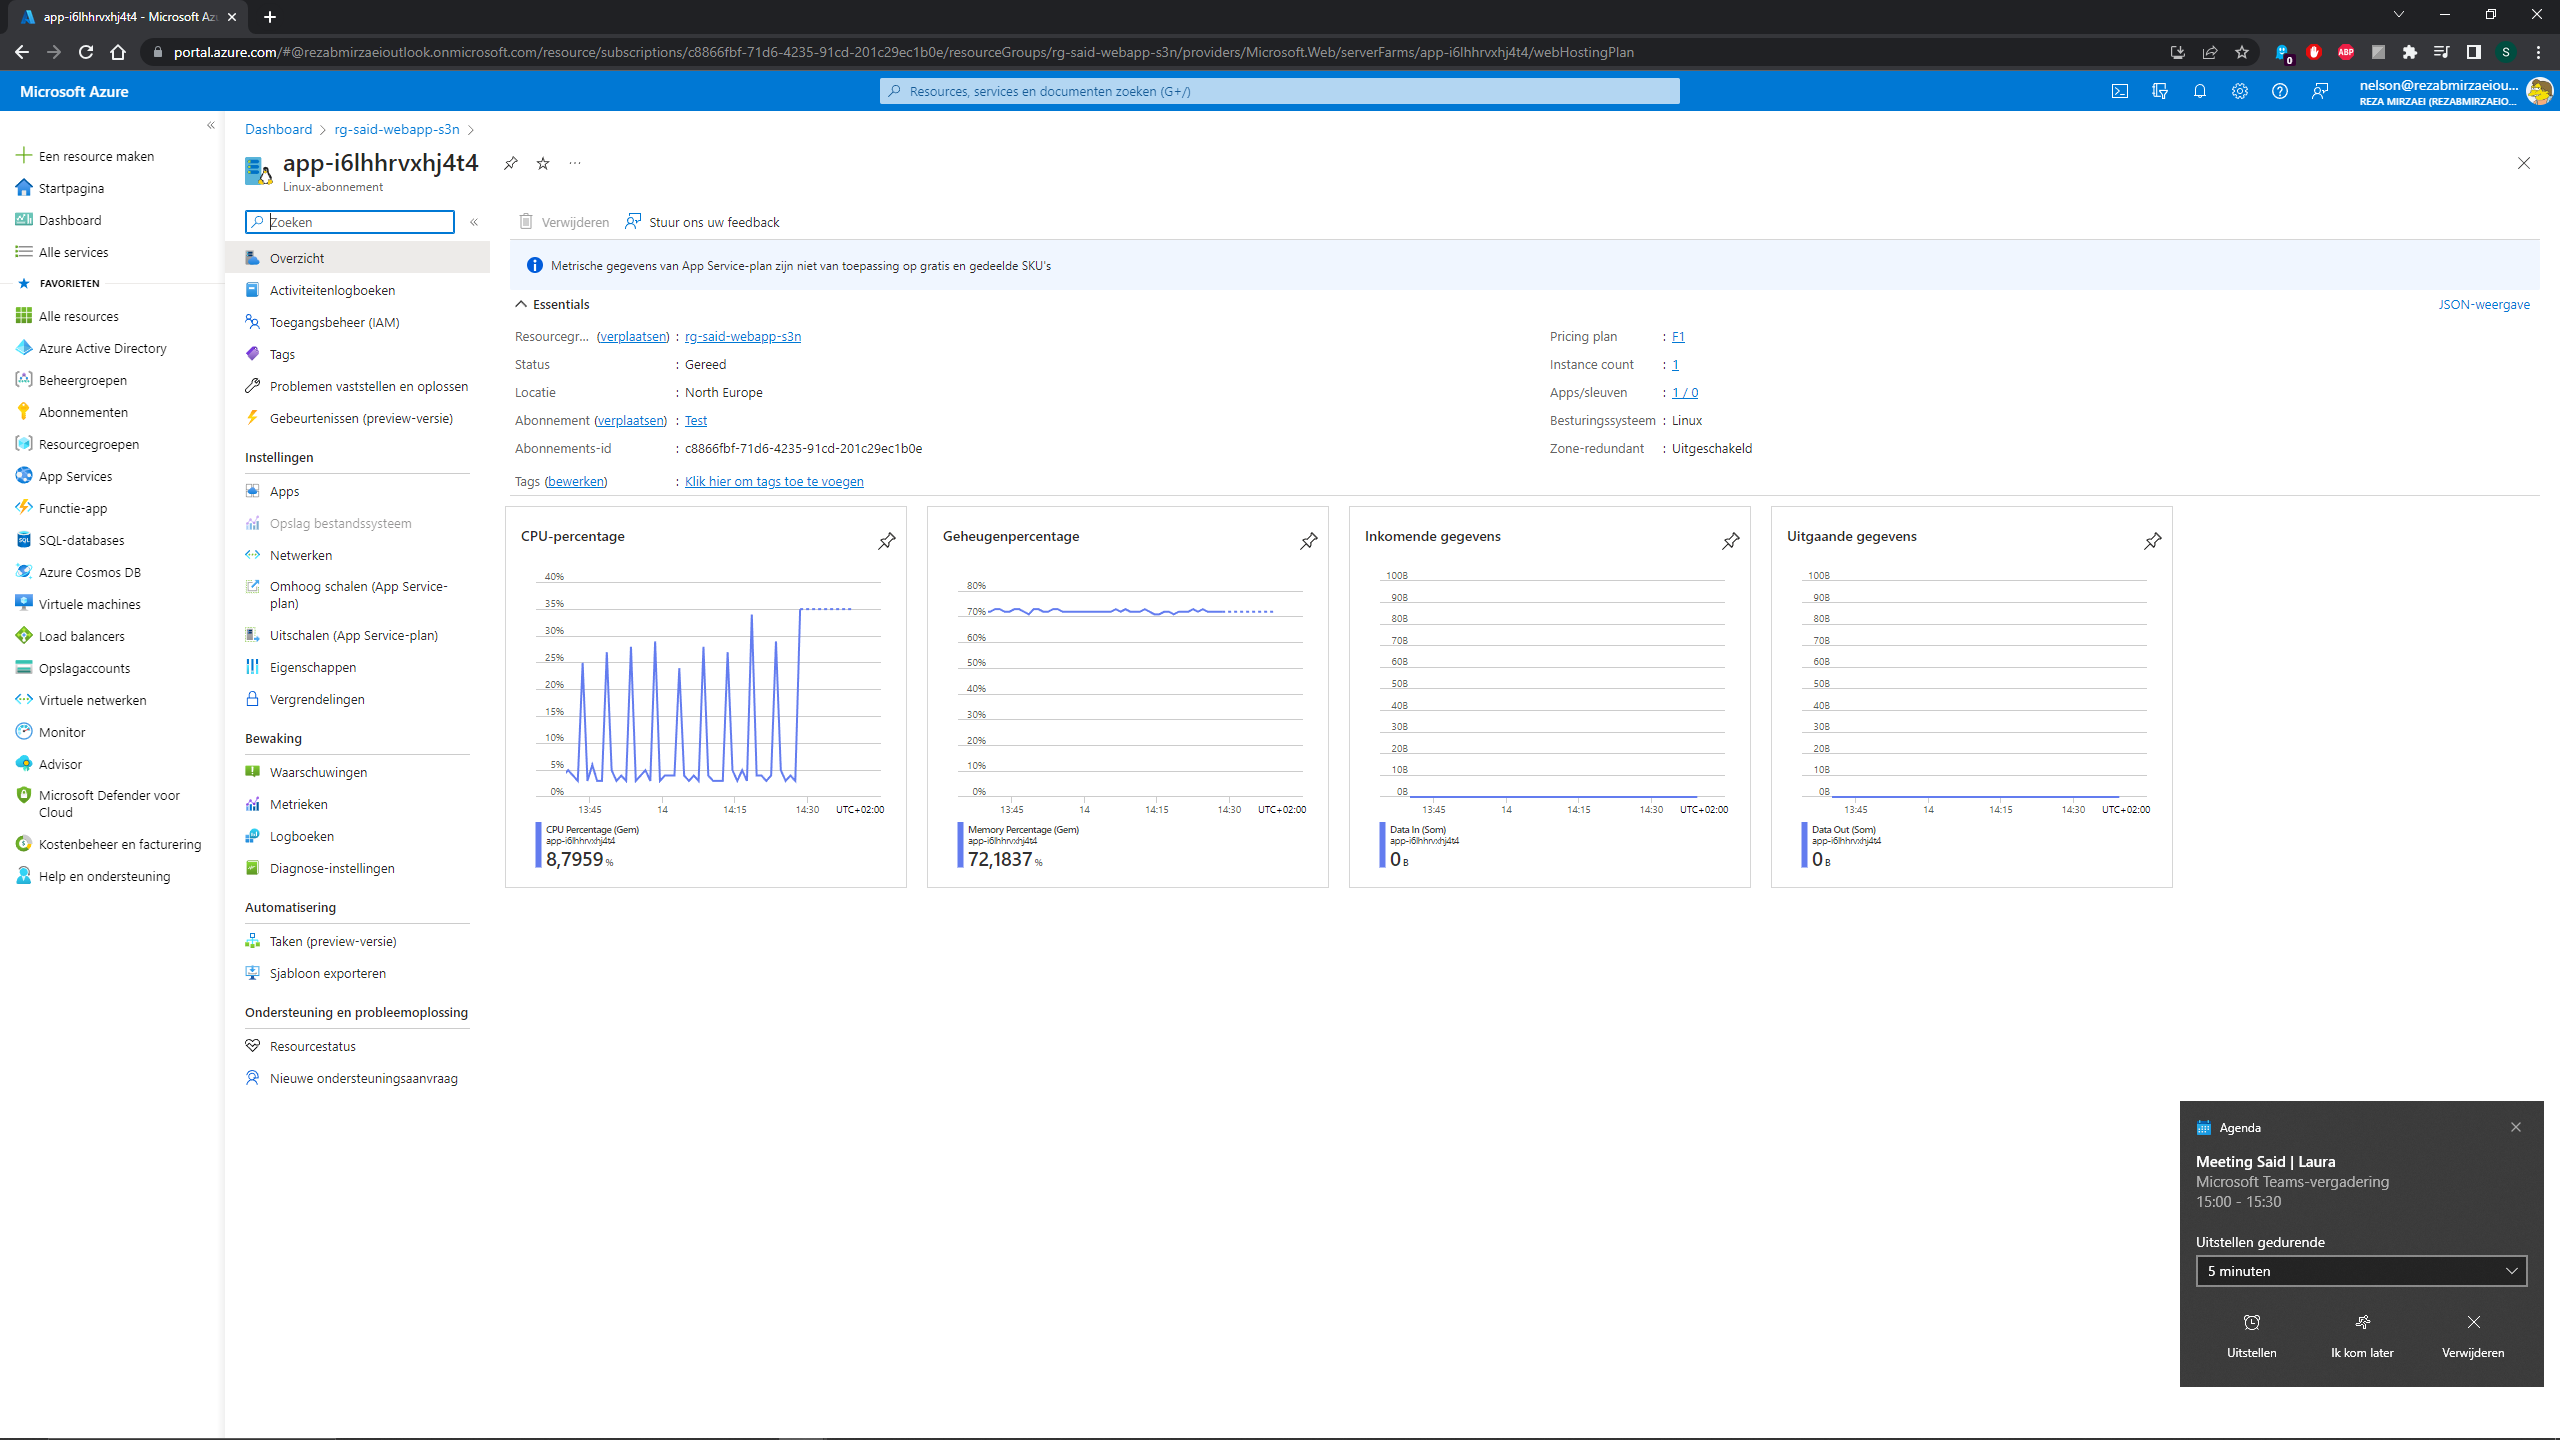 app-i6lhhrvxhj4t4 - Microsoft Az
portal.azure.com/#@rezabmirzaeioutlook.onmicrosoft.com/resource/subscriptions/c8866fbf-71d6-4235-91cd-201c29ec1b0e/resourceGroups/rg-said-webapp-s3n/providers/Microsoft.Web/serverFarms/app-i6lhhrvxhj4t4/webHostingPlan
0
ABP
S
Microsoft Azure
Resources, services en documenten zoeken (G+/)
nelson@rezabmirzaeiou...
REZA MIRZAEI (REZABMIRZAEIO...
Een resource maken
Startpagina
Dashboard
Alle services
FAVORIETEN
Alle resources
Azure Active Directory
Beheergroepen
Abonnementen
Resourcegroepen
App Services
Functie-app
SQL-databases
Azure Cosmos DB
Virtuele machines
Load balancers
Opslagaccounts
Virtuele netwerken
Monitor
Advisor
Microsoft Defender voor
Cloud
Kostenbeheer en facturering
Help en ondersteuning
Dashboard > rg-said-webapp-s3n >
app-i6lhhrvxhj4t4
Linux-abonnement
Zoeken
Overzicht
Activiteitenlogboeken
Toegangsbeheer (IAM)
Tags
Problemen vaststellen en oplossen
Gebeurtenissen (preview-versie)
Instellingen
Apps
Opslag bestandssysteem
Netwerken
Omhoog schalen (App Service-
plan)
Uitschalen (App Service-plan)
Eigenschappen
Vergrendelingen
Bewaking
Waarschuwingen
Metrieken
Logboeken
Diagnose-instellingen
Automatisering
Taken (preview-versie)
Sjabloon exporteren
Ondersteuning en probleemoplossing
Resourcestatus
Nieuwe ondersteuningsaanvraag
Verwijderen
Stuur ons uw feedback
Metrische gegevens van App Service-plan zijn niet van toepassing op gratis en gedeelde SKU's
Essentials
JSON-weergave
Resourcegr... (verplaatsen) : rg-said-webapp-s3n
Status : Gereed
Locatie : North Europe
Abonnement (verplaatsen) : Test
Abonnements-id : c8866fbf-71d6-4235-91cd-201c29ec1b0e
Tags (bewerken) : Klik hier om tags toe te voegen
Pricing plan : F1
Instance count : 1
Apps/sleuven : 1 / 0
Besturingssysteem : Linux
Zone-redundant : Uitgeschakeld
CPU-percentage
40%
35%
30%
25%
20%
15%
10%
5%
0%
13:45 14 14:15 14:30 UTC+02:00
CPU Percentage (Gem)
app-i6lhhrvxhj4t4
8,7959 %
Geheugenpercentage
80%
70%
60%
50%
40%
30%
20%
10%
0%
13:45 14 14:15 14:30 UTC+02:00
Memory Percentage (Gem)
app-i6lhhrvxhj4t4
72,1837 %
Inkomende gegevens
100B
90B
80B
70B
60B
50B
40B
30B
20B
10B
0B
13:45 14 14:15 14:30 UTC+02:00
Data In (Som)
app-i6lhhrvxhj4t4
0 B
Uitgaande gegevens
100B
90B
80B
70B
60B
50B
40B
30B
20B
10B
0B
13:45 14 14:15 14:30 UTC+02:00
Data Out (Som)
app-i6lhhrvxhj4t4
0 B
Agenda
Meeting Said | Laura
Microsoft Teams-vergadering
15:00 - 15:30
Uitstellen gedurende
5 minuten
Uitstellen
Ik kom later
Verwijderen